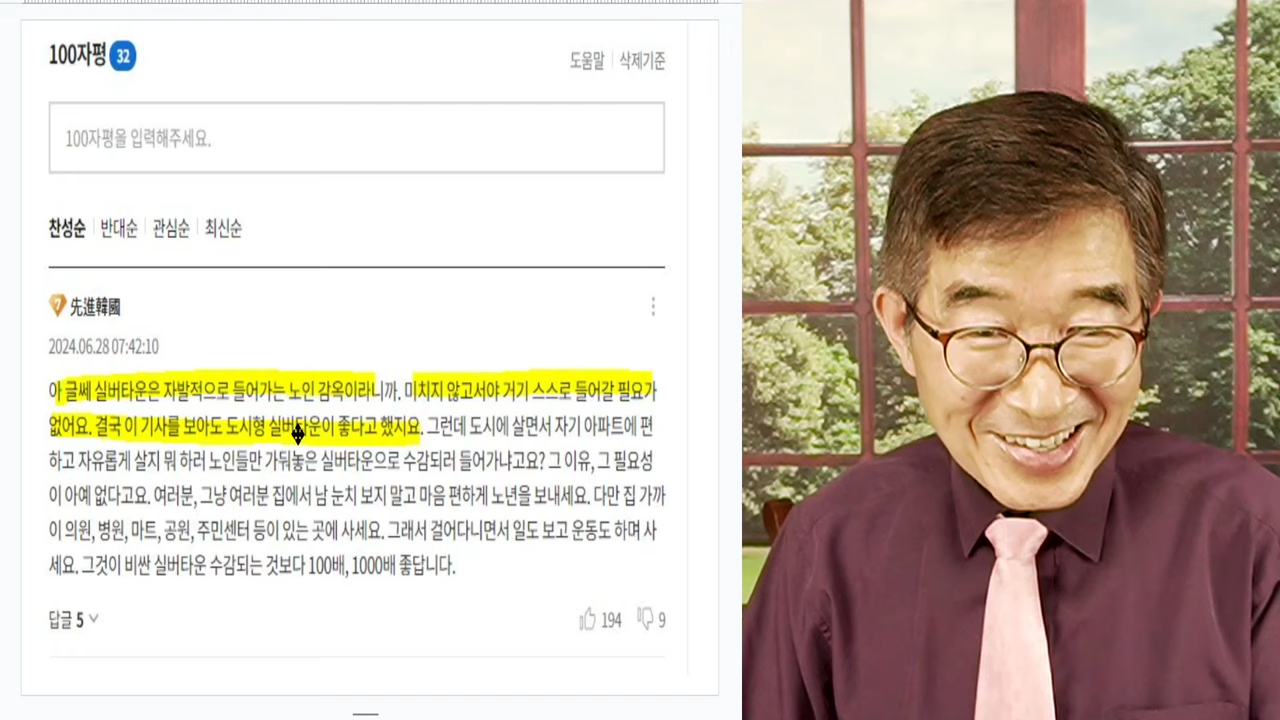 100자평 32
도움말 | 삭제기준
100자평을 입력해주세요.
찬성순 | 반대순 | 관심순 | 최신순
7 先進韓國
2024.06.28 07:42:10
아 글쎄 실버타운은 자발적으로 들어가는 노인 감옥이라니까. 미치지 않고서야 거기 스스로 들어갈 필요가
없어요. 결국 이 기사를 보아도 도시형 실버타운이 좋다고 했지요. 그런데 도시에 살면서 자기 아파트에 편
하고 자유롭게 살지 뭐 하러 노인들만 가둬놓은 실버타운으로 수감되러 들어가냐고요? 그 이유, 그 필요성
이 아예 없다고요. 여러분, 그냥 여러분 집에서 남 눈치 보지 말고 마음 편하게 노년을 보내세요. 다만 집 가까
이 의원, 병원, 마트, 공원, 주민센터 등이 있는 곳에 사세요. 그래서 걸어다니면서 일도 보고 운동도 하며 사
세요. 그것이 비싼 실버타운 수감되는 것보다 100배, 1000배 좋답니다.
답글 5
194 9